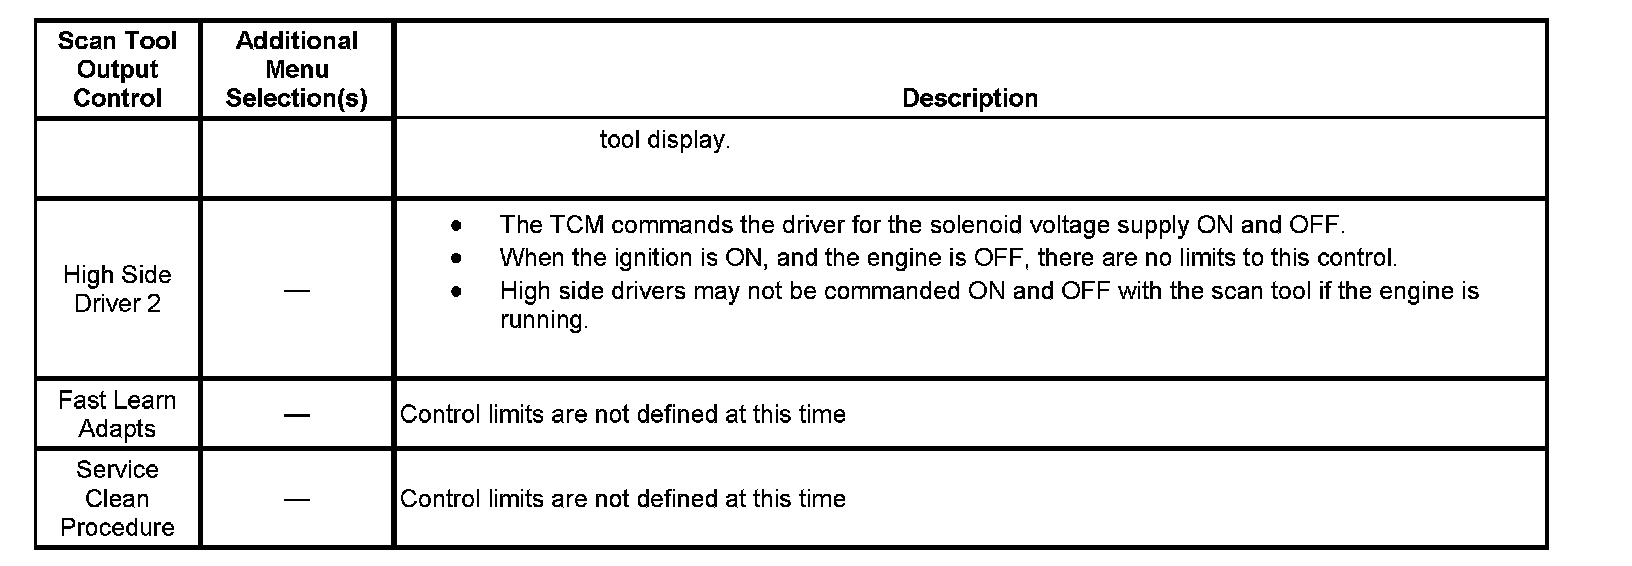 Scan Tool
Output
Control
Additional
Menu
Selection(s)
Description
tool display.
High Side
Driver 2
—
● The TCM commands the driver for the solenoid voltage supply ON and OFF.
● When the ignition is ON, and the engine is OFF, there are no limits to this control.
● High side drivers may not be commanded ON and OFF with the scan tool if the engine is
running.
Fast Learn
Adapts
—
Control limits are not defined at this time
Service
Clean
Procedure
—
Control limits are not defined at this time